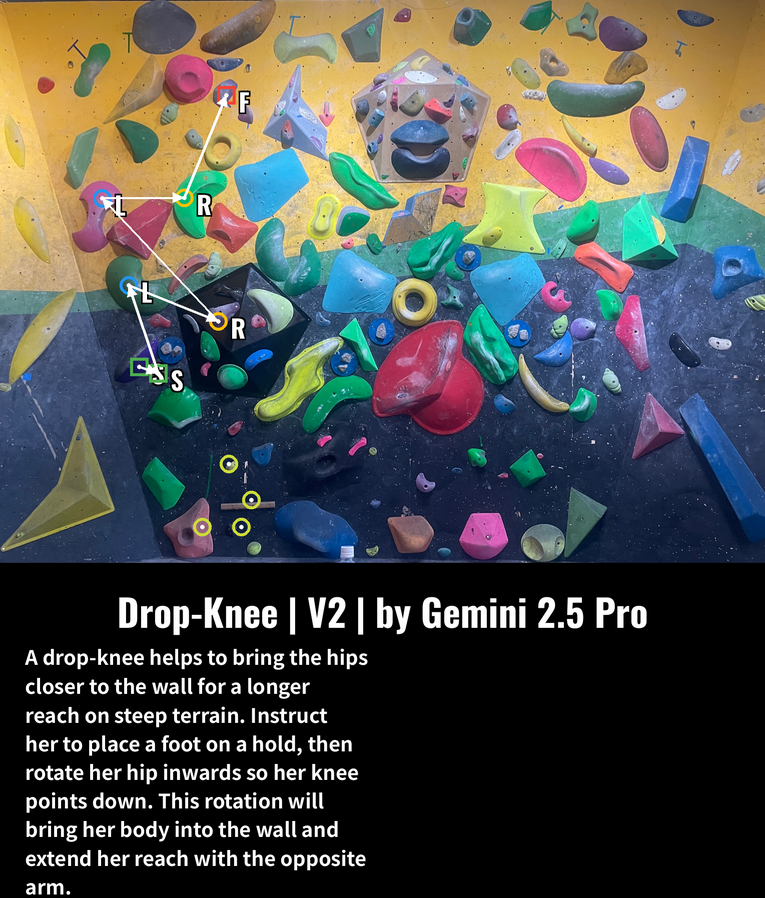 F
L
R
L
R
S
S
Drop-Knee | V2 | by Gemini 2.5 Pro
A drop-knee helps to bring the hips
closer to the wall for a longer
reach on steep terrain. Instruct
her to place a foot on a hold, then
rotate her hip inwards so her knee
points down. This rotation will
bring her body into the wall and
extend her reach with the opposite
arm.